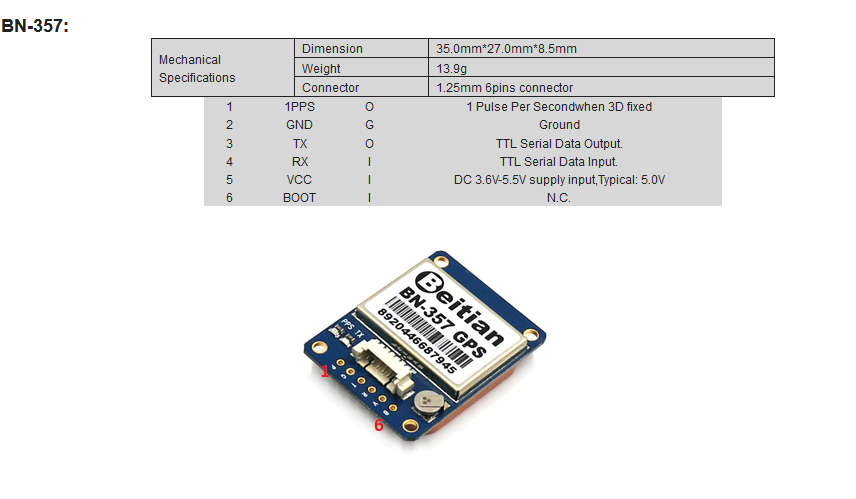 BN-357:
Mechanical Specifications Dimension 35.0mm*27.0mm*8.5mm
Weight 13.9g
Connector 1.25mm 6pins connector
1 1PPS O 1 Pulse Per Secondwhen 3D fixed
2 GND G Ground
3 TX O TTL Serial Data Output.
4 RX I TTL Serial Data Input.
5 VCC I DC 3.6V-5.5V supply input,Typical: 5.0V
6 BOOT I N.C.
Beitian
BN-357 GPS
8920446687945
PPS TX
1
6